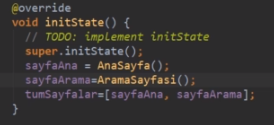 @override
void initState() {
// TODO: implement initState
super.initState();
sayfaAna = AnaSayfa();
sayfaArama=AramaSayfasi();
tumSayfalar=[sayfaAna, sayfaArama];
}